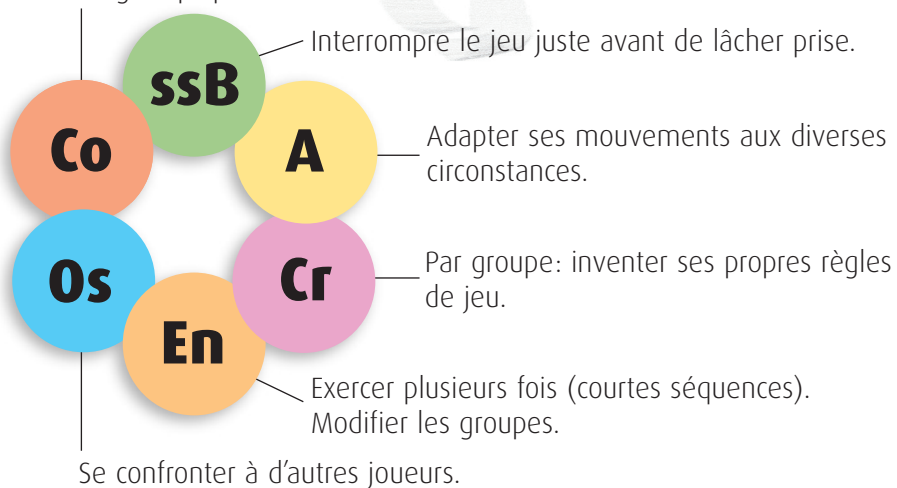 ssB
Interrompre le jeu juste avant de lâcher prise.
Co
A
Adapter ses mouvements aux diverses
circonstances.
Os
Cr
Par groupe: inventer ses propres règles
de jeu.
En
Exercer plusieurs fois (courtes séquences).
Modifier les groupes.
Se confronter à d'autres joueurs.